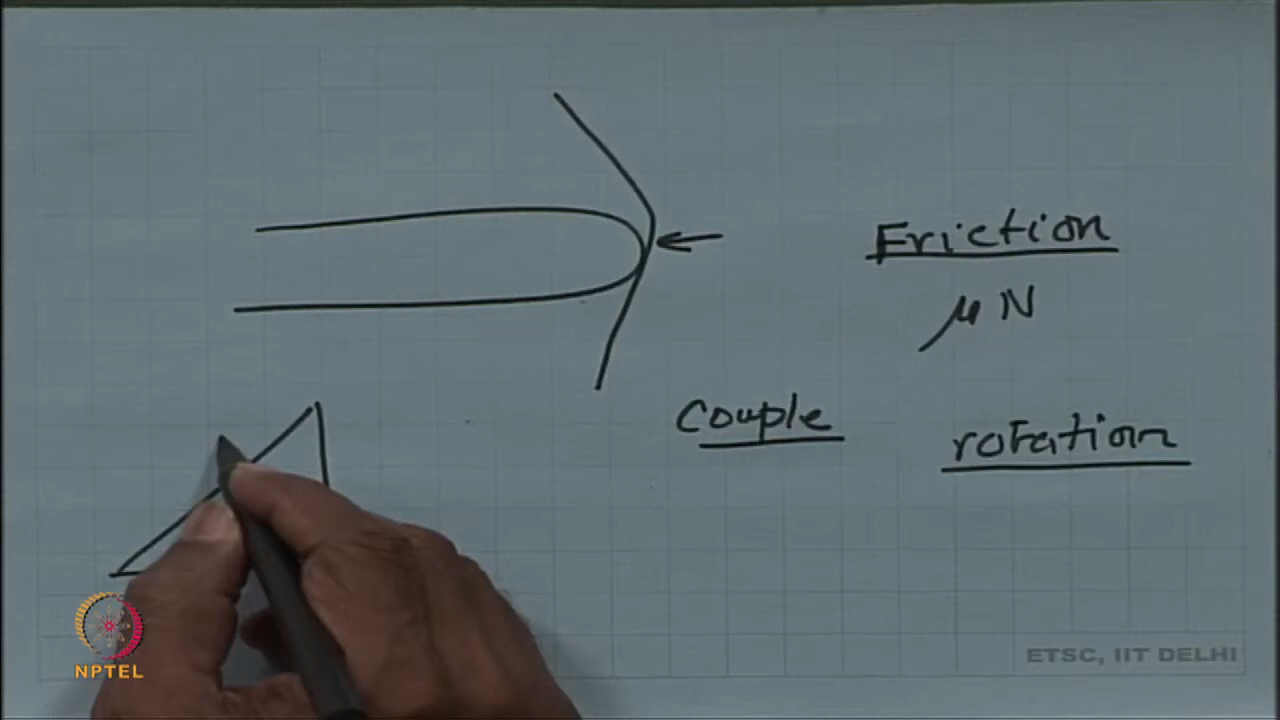 Friction
μN
Couple
rotation
NPTEL
ETSC, IIT DELHI